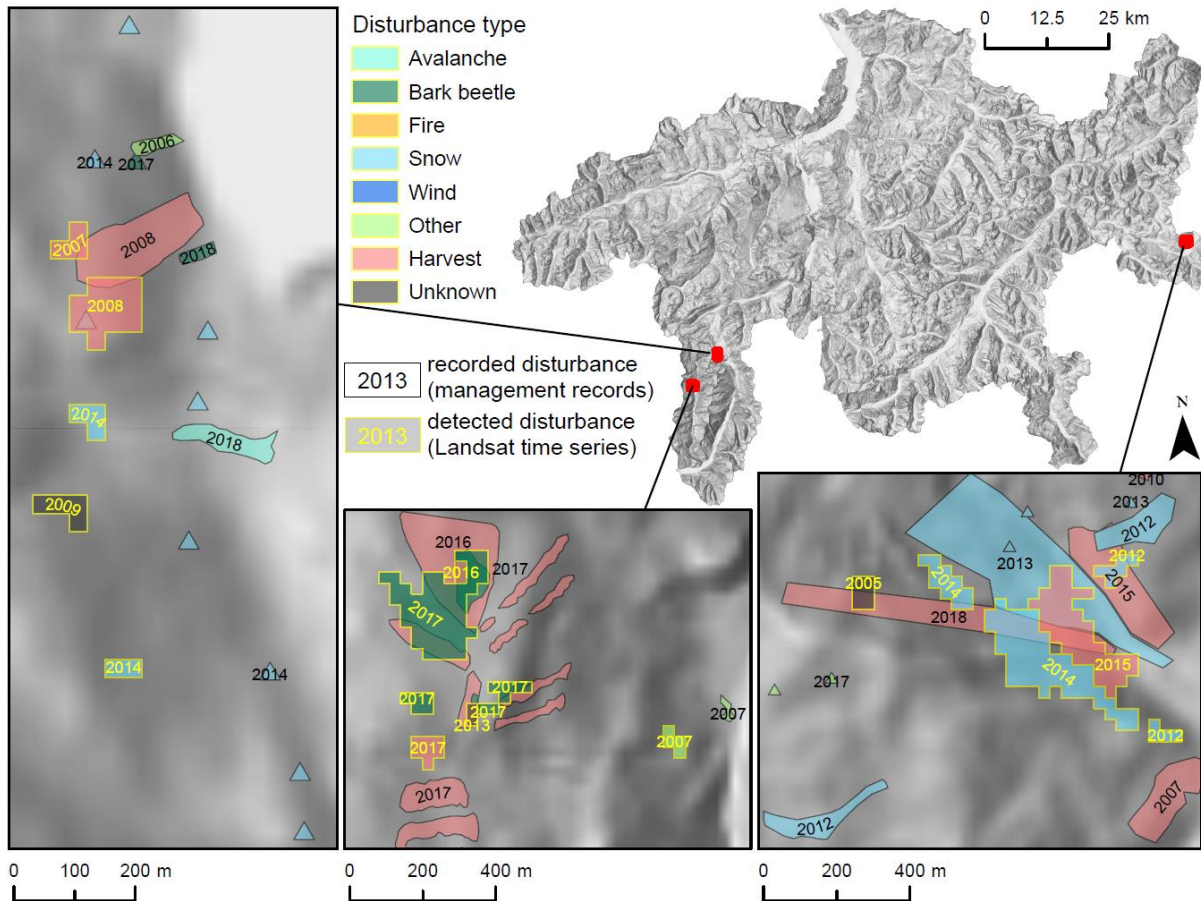 Disturbance type
Avalanche
Bark beetle
Fire
Snow
Wind
Other
Harvest
Unknown
2013 recorded disturbance
(management records)
2013 detected disturbance
(Landsat time series)
0 12.5 25 km
N
2006
2014 2017
2008
2007
2018
2008
2014
2018
2009
2014
2014
0 100 200 m
2016
2017
2016
2017
2017
2017
2017
2013
2007
2017
2007
2017
0 200 400 m
2010
2013
2012
2012
2013
2014
2005
2015
2018
2015
2014
2017
2012
2007
2012
0 200 400 m